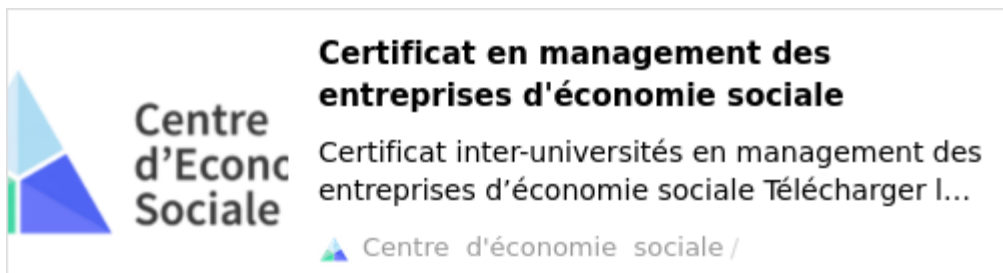 Centre
d’Econc
Sociale
Certificat en management des
entreprises d'économie sociale
Certificat inter-universités en management des
entreprises d’économie sociale Télécharger l...
Centre d'économie sociale /